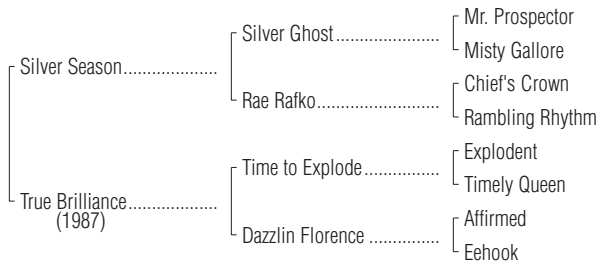 Mr. Prospector
Silver Ghost......................
Misty Gallore
Silver Season....................
Chief's Crown
Rae Rafko..........................
Rambling Rhythm
Explodent
Time to Explode................
Timely Queen
True Brilliance...................
(1987)
Affirmed
Dazzlin Florence ...............
Eehook